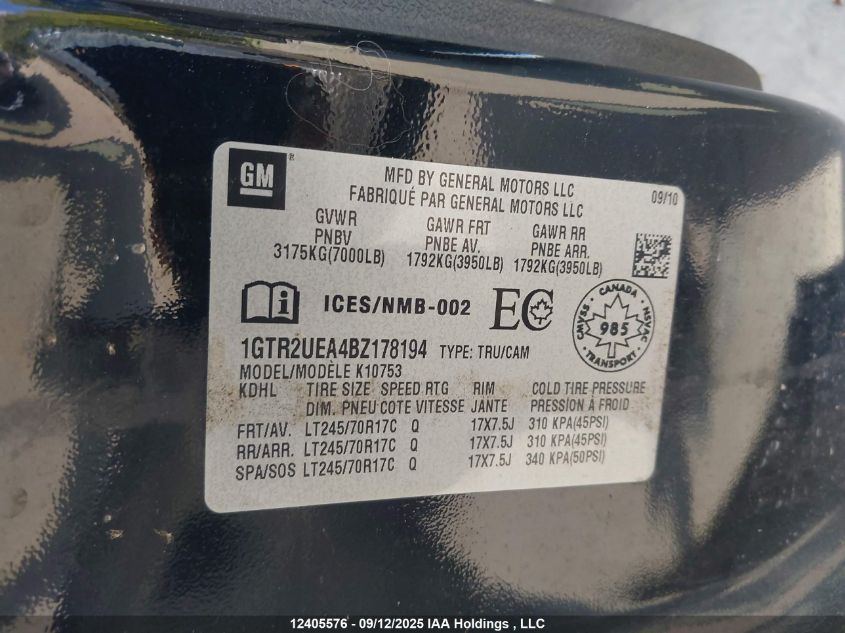 GM®
MFD BY GENERAL MOTORS LLC
FABRIQUÉ PAR GENERAL MOTORS LLC
09/10
GVWR GAWR FRT GAWR RR
PNBV PNBE AV. PNBE ARR.
3175KG(7000LB) 1792KG(3950LB) 1792KG(3950LB)
i ICES/NMB-002 EC
CANADA CMVSS NSVAC 985 TRANSPORT
1GTR2UEA4BZ178194 TYPE: TRU/CAM
MODEL/MODÈLE K10753
KDHL TIRE SIZE SPEED RTG RIM COLD TIRE PRESSURE
DIM. PNEU COTE VITESSE JANTE PRESSION À FROID
FRT/AV. LT245/70R17C Q 17X7.5J 310 KPA(45PSI)
RR/ARR. LT245/70R17C Q 17X7.5J 310 KPA(45PSI)
SPA/SOS LT245/70R17C Q 17X7.5J 340 KPA(50PSI)
12405576 - 09/12/2025 IAA Holdings , LLC